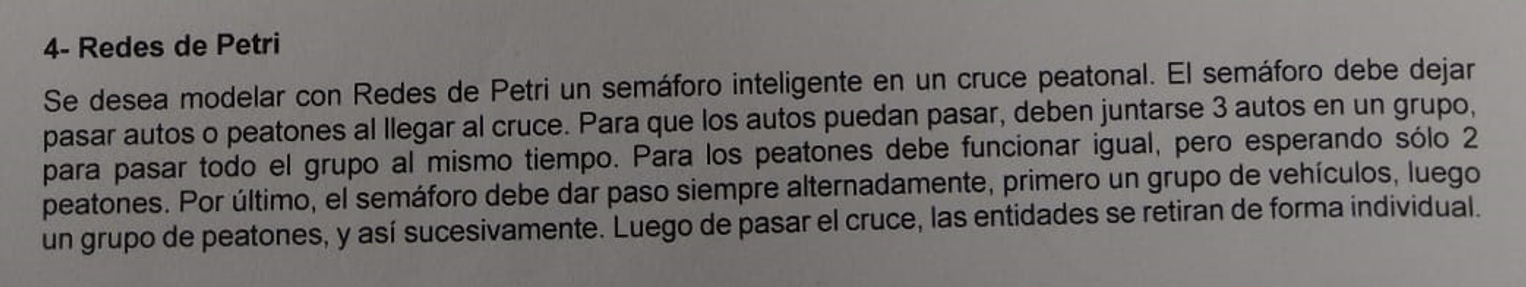 4- Redes de Petri
Se desea modelar con Redes de Petri un semáforo inteligente en un cruce peatonal. El semáforo debe dejar
pasar autos o peatones al llegar al cruce. Para que los autos puedan pasar, deben juntarse 3 autos en un grupo,
para pasar todo el grupo al mismo tiempo. Para los peatones debe funcionar igual, pero esperando sólo 2
peatones. Por último, el semáforo debe dar paso siempre alternadamente, primero un grupo de vehículos, luego
un grupo de peatones, y así sucesivamente. Luego de pasar el cruce, las entidades se retiran de forma individual.